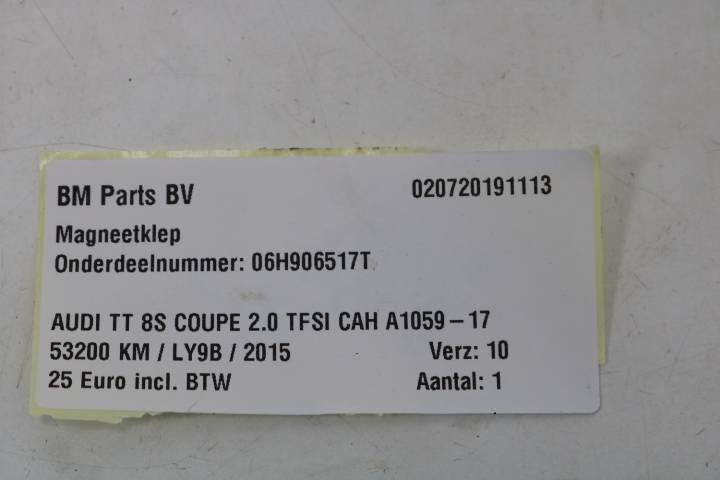 BM Parts BV 020720191113
Magneetklep
Onderdeelnummer: 06H906517T
AUDI TT 8S COUPE 2.0 TFSI CAH A1059-17
53200 KM / LY9B / 2015 Verz: 10
25 Euro incl. BTW Aantal: 1